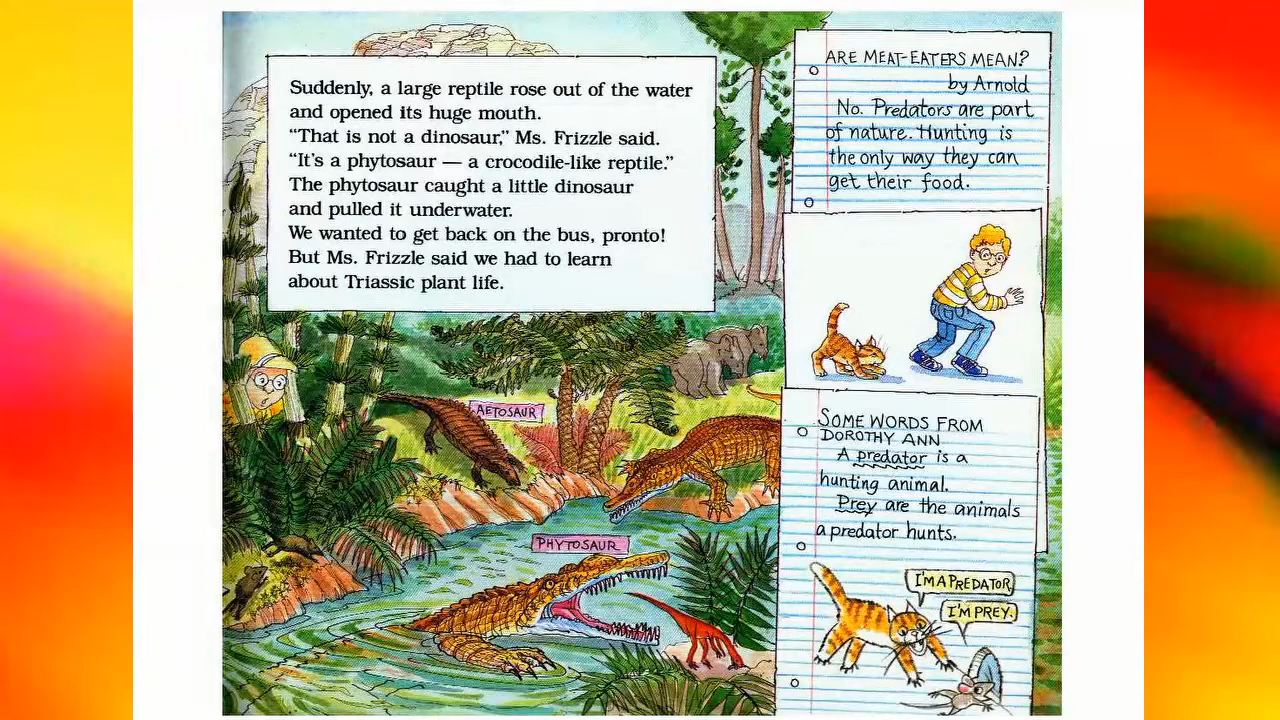 Suddenly, a large reptile rose out of the water
and opened its huge mouth.
“That is not a dinosaur,” Ms. Frizzle said.
“It’s a phytosaur — a crocodile-like reptile.”
The phytosaur caught a little dinosaur
and pulled it underwater.
We wanted to get back on the bus, pronto!
But Ms. Frizzle said we had to learn
about Triassic plant life.
AETOSAUR
PHYTOSAUR
ARE MEAT-EATERS MEAN?
by Arnold
No. Predators are part
of nature. Hunting is
the only way they can
get their food.
SOME WORDS FROM
DOROTHY ANN
A predator is a
hunting animal.
Prey are the animals
a predator hunts.
I'M A PREDATOR
I'M PREY.